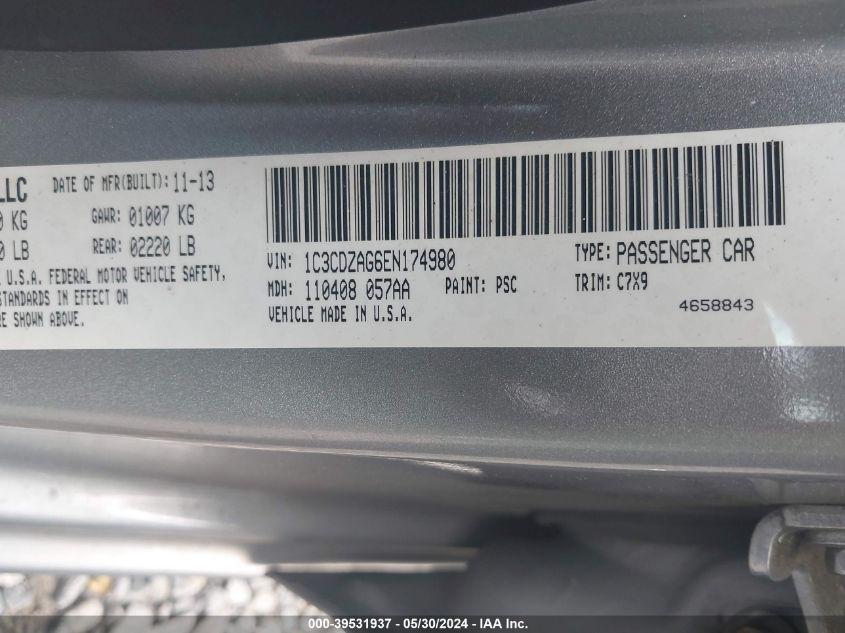 LLC DATE OF MFR(BUILT): 11-13
KG GAWR: 01007 KG
LB REAR: 02220 LB
U.S.A. FEDERAL MOTOR VEHICLE SAFETY,
STANDARDS IN EFFECT ON
SHOWN ABOVE.
VIN: 1C3CDZAG6EN174980 TYPE: PASSENGER CAR
MDH: 110408 057AA PAINT: PSC TRIM: C7X9
VEHICLE MADE IN U.S.A. 4658843
000-39531937 - 05/30/2024 - IAA Inc.